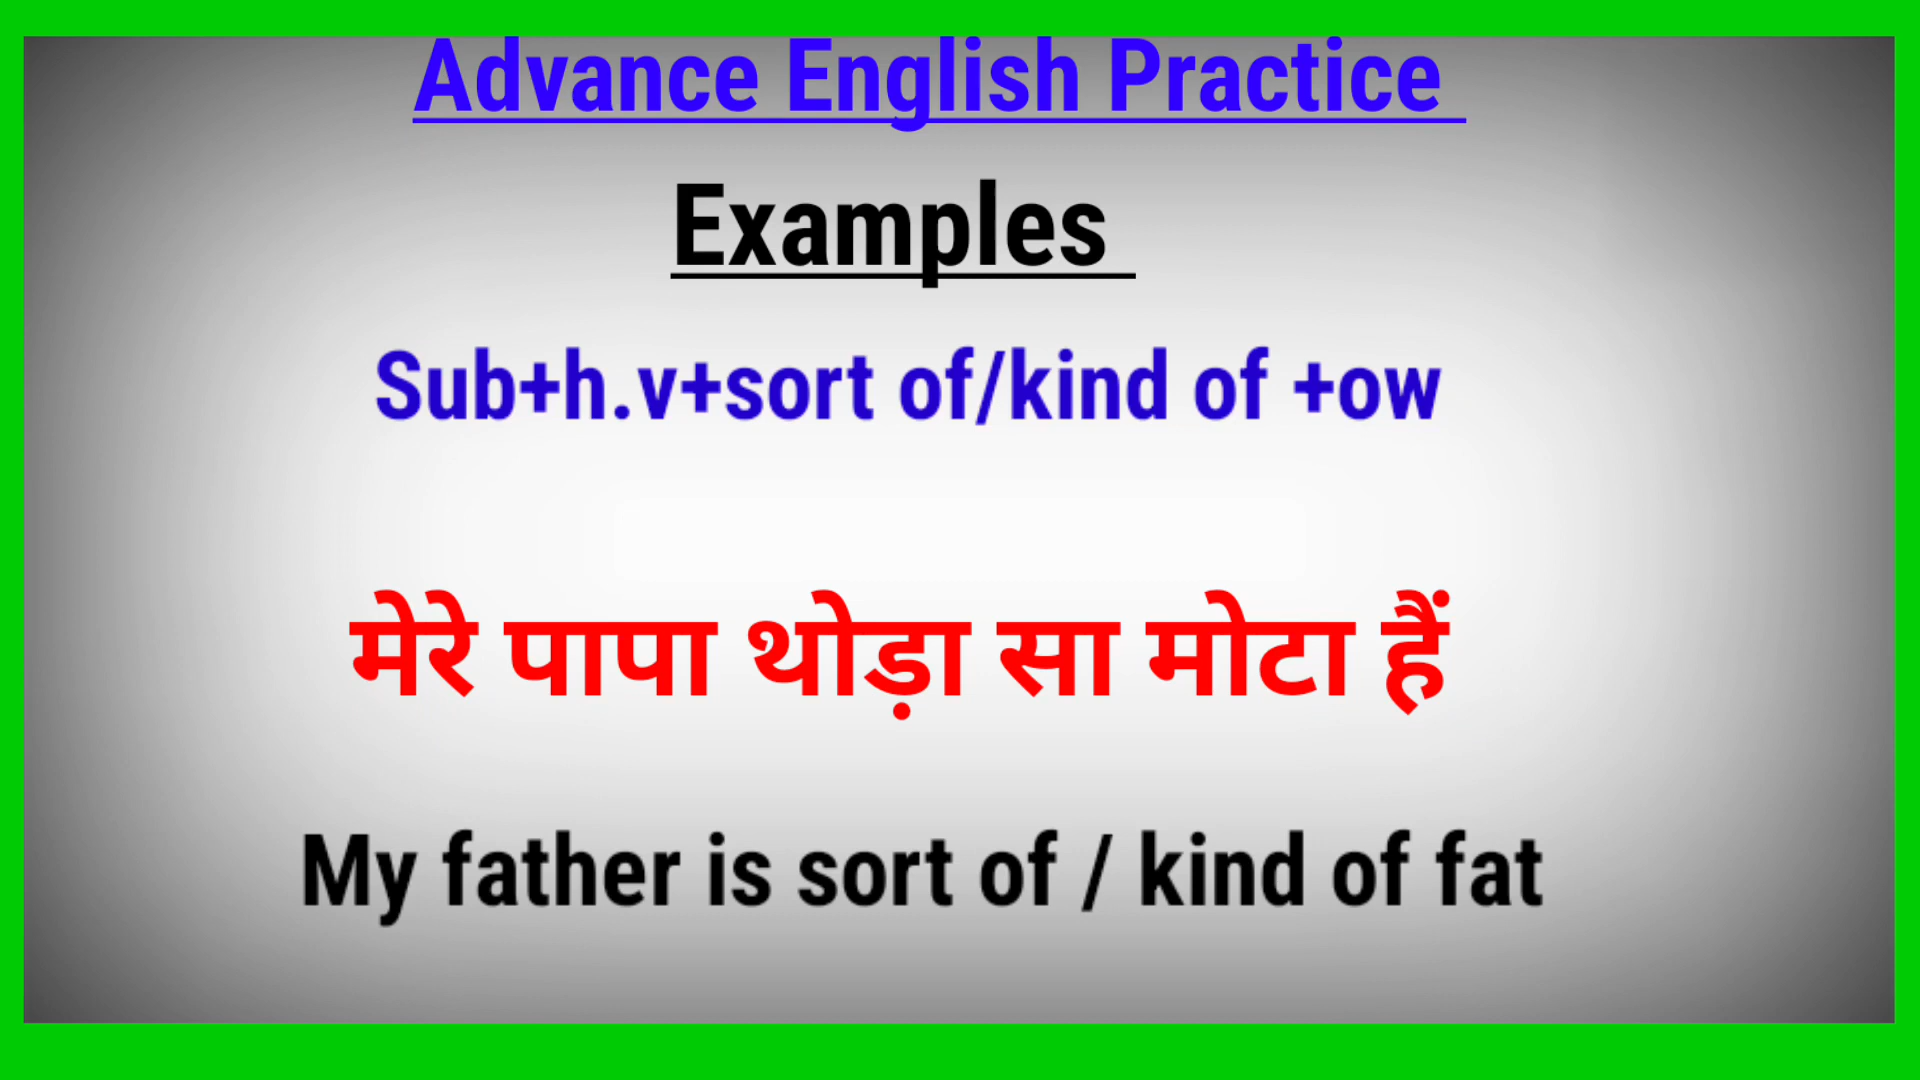 Advance English Practice
Examples
Sub+h.v+sort of/kind of +ow
मेरे पापा थोड़ा सा मोटा हैं
My father is sort of / kind of fat